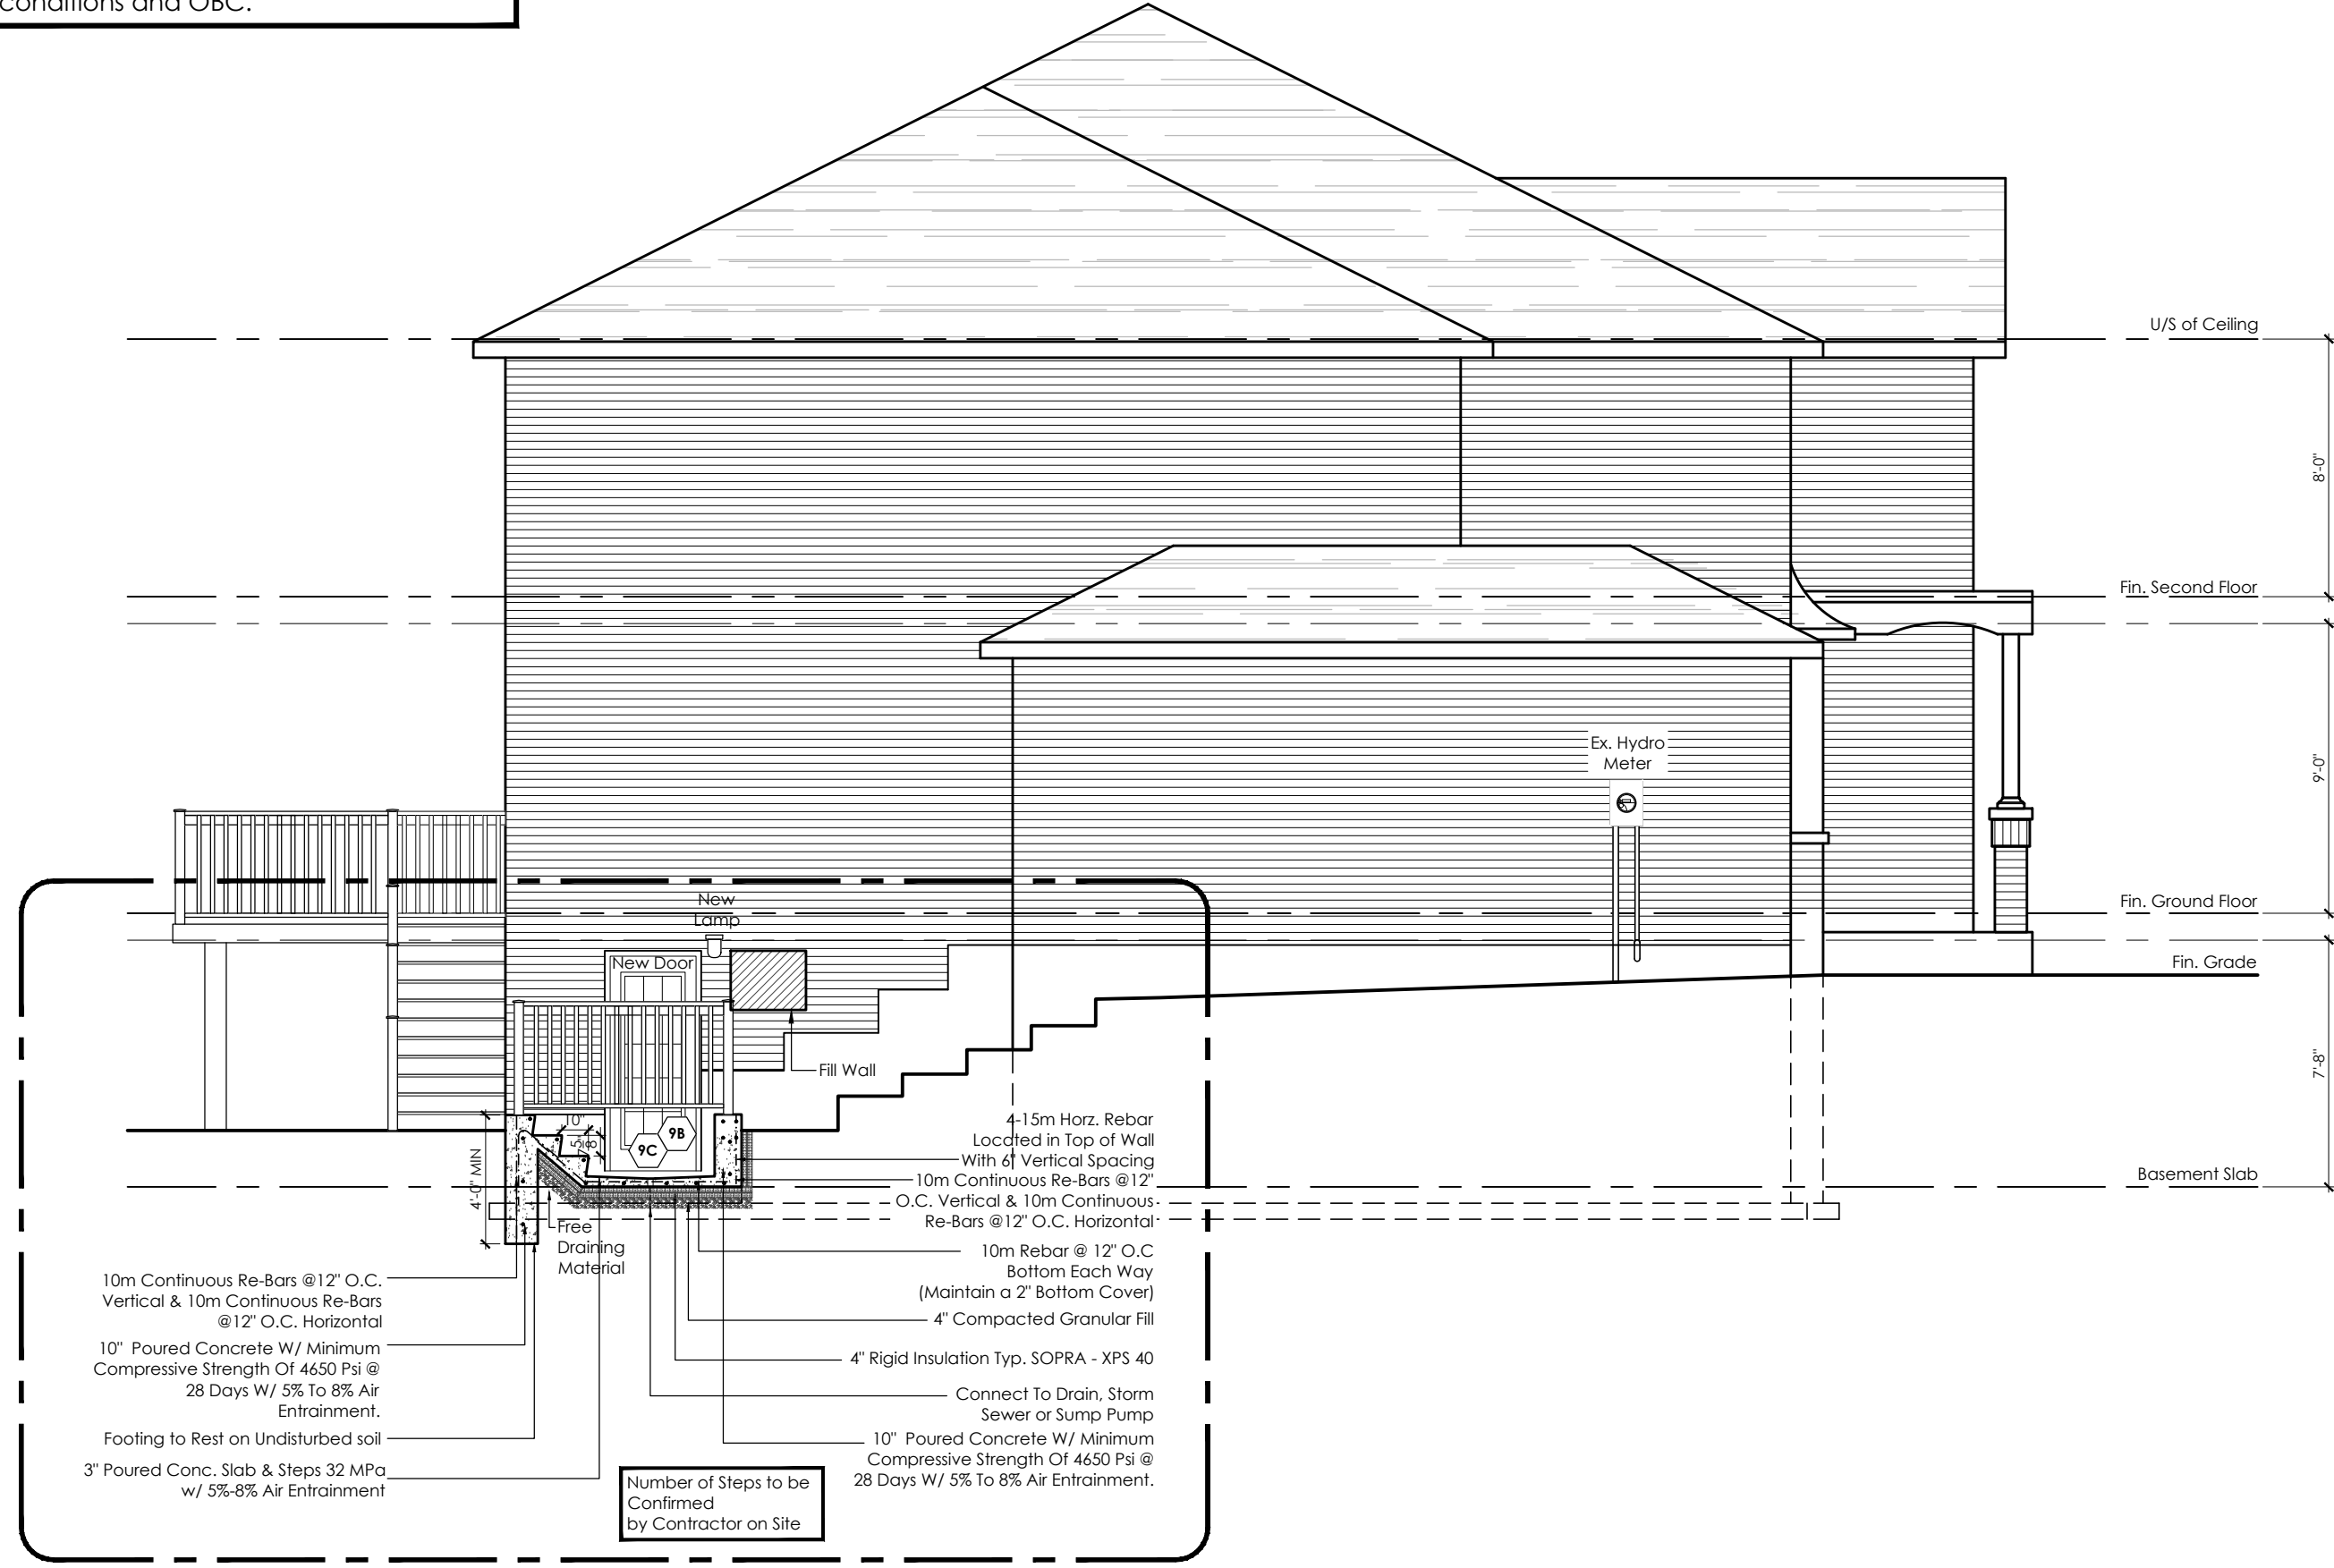 conditions and OBC.
U/S of Ceiling
8'-0"
Fin. Second Floor
Ex. Hydro
Meter
9'-0"
New
Lamp
Fin. Ground Floor
New Door
Fin. Grade
Fill Wall
7'-8"
10"
9B
9C
4'-0" MIN
4-15m Horz. Rebar
Located in Top of Wall
With 6" Vertical Spacing
10m Continuous Re-Bars @12"
O.C. Vertical & 10m Continuous
Re-Bars @12" O.C. Horizontal
Basement Slab
Free
Draining
Material
10m Rebar @ 12" O.C
Bottom Each Way
(Maintain a 2" Bottom Cover)
4" Compacted Granular Fill
4" Rigid Insulation Typ. SOPRA - XPS 40
Connect To Drain, Storm
Sewer or Sump Pump
10" Poured Concrete W/ Minimum
Compressive Strength Of 4650 Psi @
28 Days W/ 5% To 8% Air Entrainment.
10m Continuous Re-Bars @12" O.C.
Vertical & 10m Continuous Re-Bars
@12" O.C. Horizontal
10" Poured Concrete W/ Minimum
Compressive Strength Of 4650 Psi @
28 Days W/ 5% To 8% Air
Entrainment.
Footing to Rest on Undisturbed soil
3" Poured Conc. Slab & Steps 32 MPa
w/ 5%-8% Air Entrainment
Number of Steps to be
Confirmed
by Contractor on Site